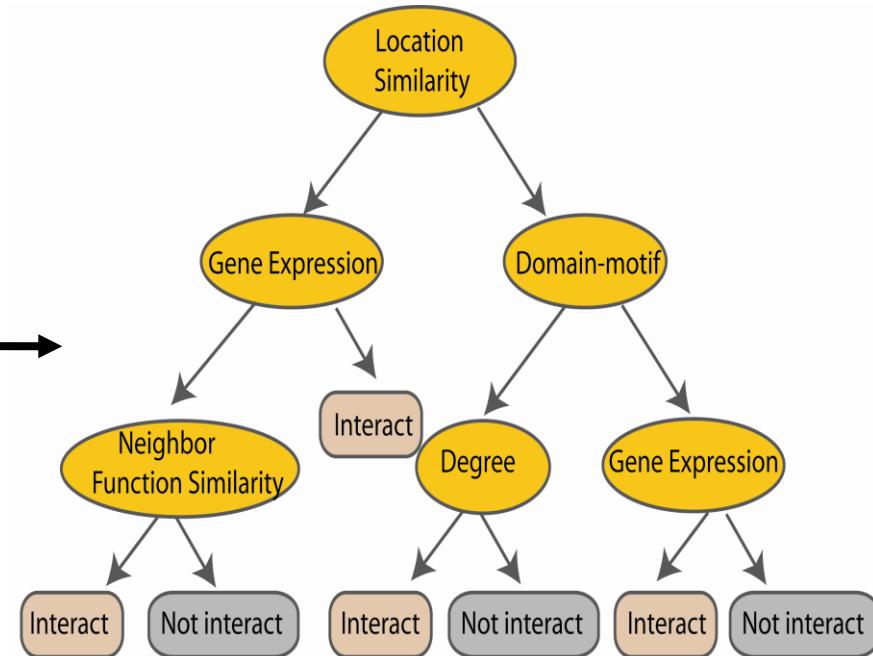 Location
Similarity
Gene Expression
Domain-motif
Interact
Neighbor
Function Similarity
Degree
Gene Expression
Interact
Not interact
Interact
Not interact
Interact
Not interact